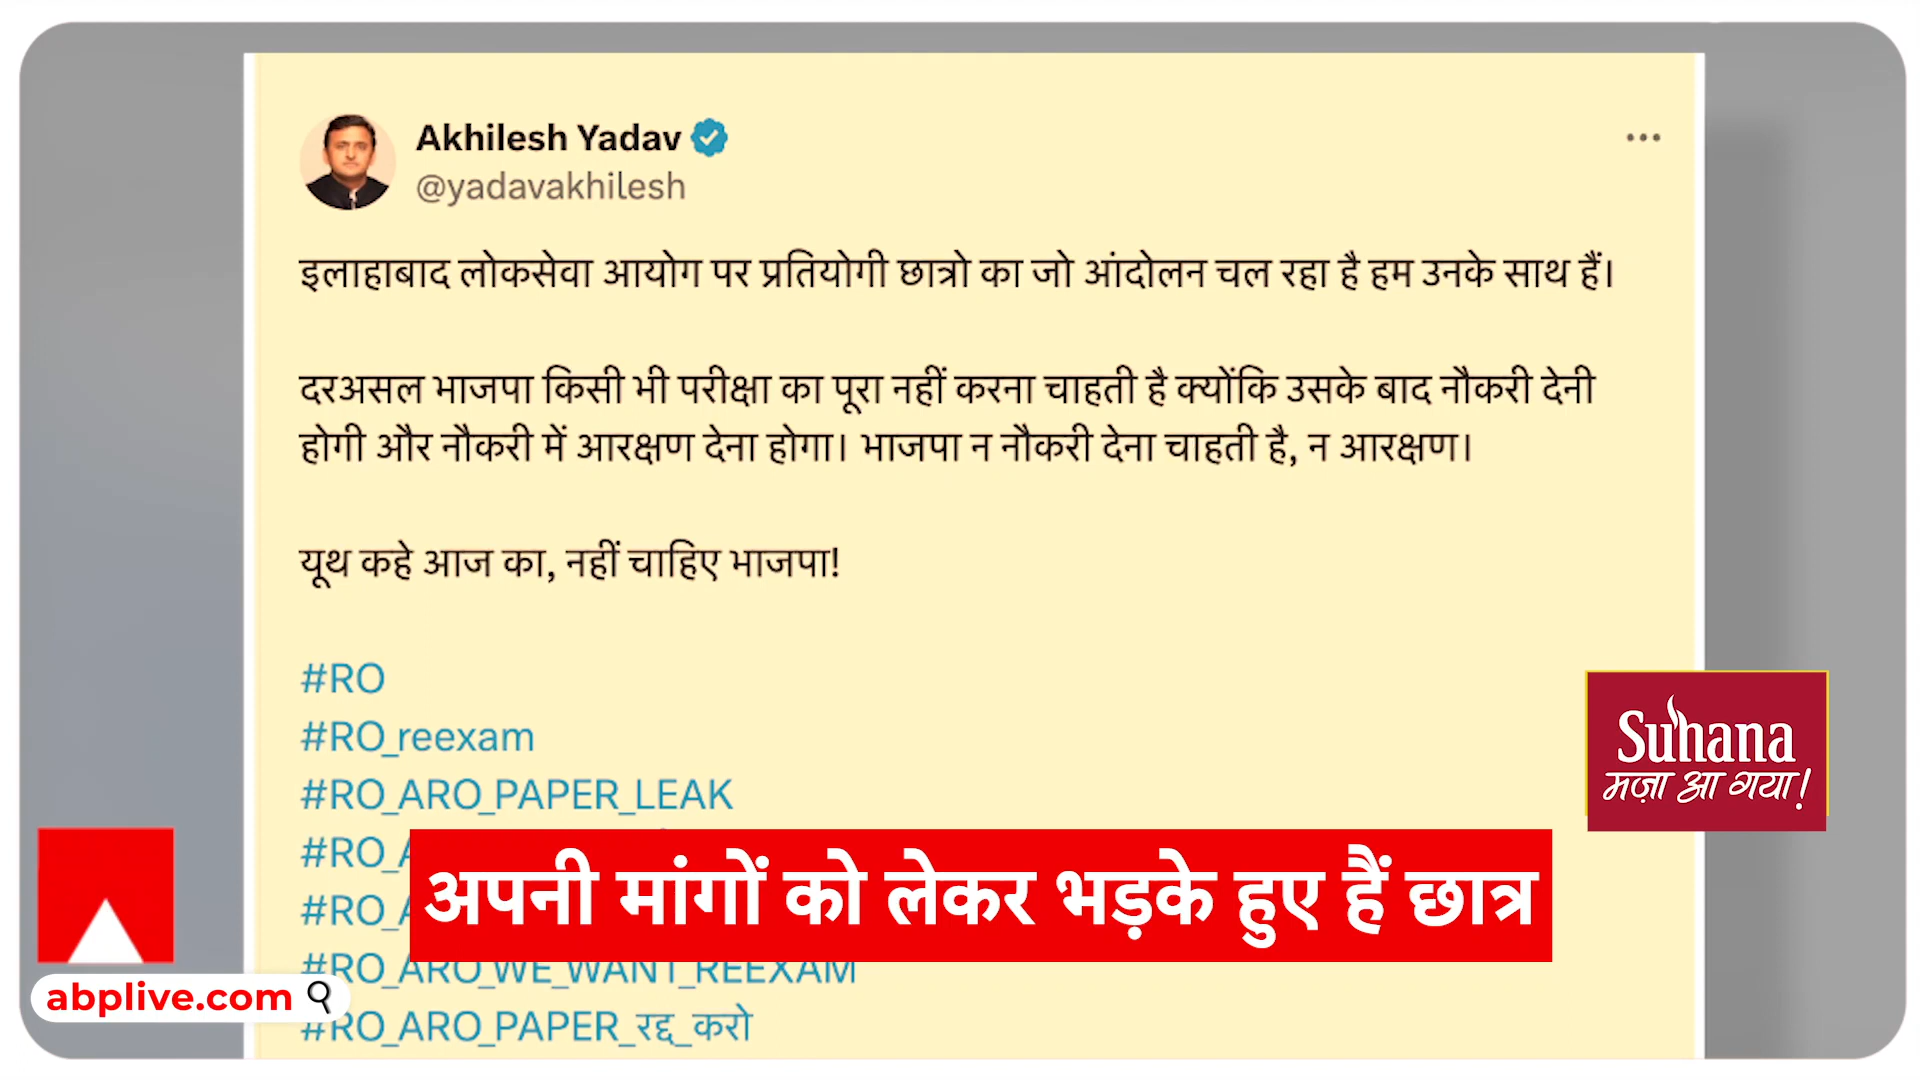 Akhilesh Yadav
@yadavakhilesh
इलाहाबाद लोकसेवा आयोग पर प्रतियोगी छात्रो का जो आंदोलन चल रहा है हम उनके साथ हैं।
दरअसल भाजपा किसी भी परीक्षा का पूरा नहीं करना चाहती है क्योंकि उसके बाद नौकरी देनी
होगी और नौकरी में आरक्षण देना होगा। भाजपा न नौकरी देना चाहती है, न आरक्षण।
यूथ कहे आज का, नहीं चाहिए भाजपा!
#RO
#RO_reexam
#RO_ARO_PAPER_LEAK
Suhana
मज़ा आ गया!
अपनी मांगों को लेकर भड़के हुए हैं छात्र
#RO_ARO_WE_WANT_REEXAM
abplive.com
#RO_ARO_PAPER_रद्द_करो